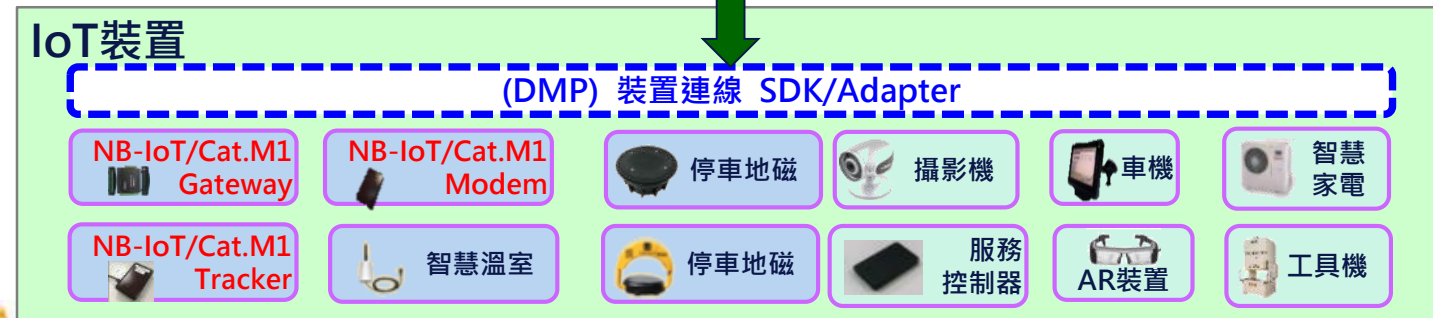 IoT裝置
(DMP) 裝置連線 SDK/Adapter
NB-IoT/Cat.M1
Gateway
NB-IoT/Cat.M1
Modem
停車地磁
攝影機
車機
智慧
家電
NB-IoT/Cat.M1
Tracker
智慧溫室
停車地磁
服務
控制器
AR裝置
工具機